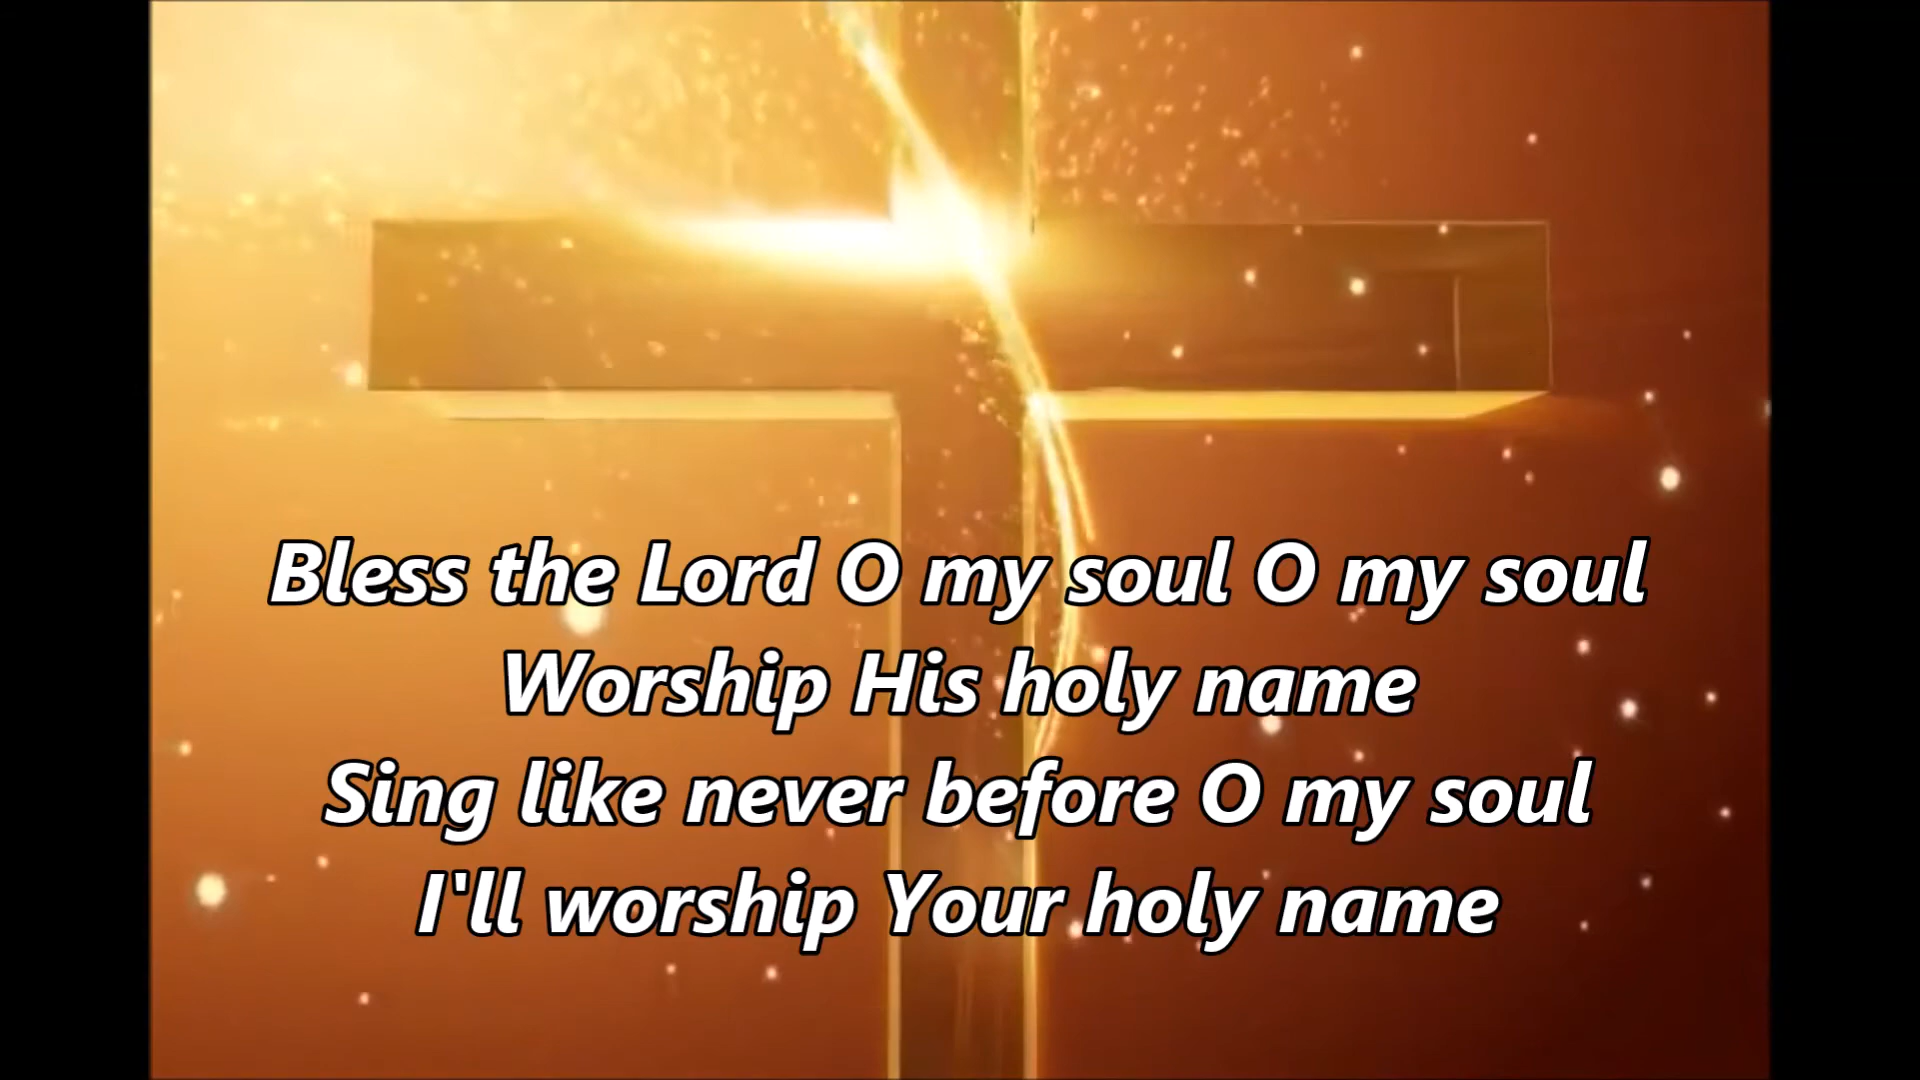 Bless the Lord O my soul O my soul
Worship His holy name
Sing like never before O my soul
I'll worship Your holy name